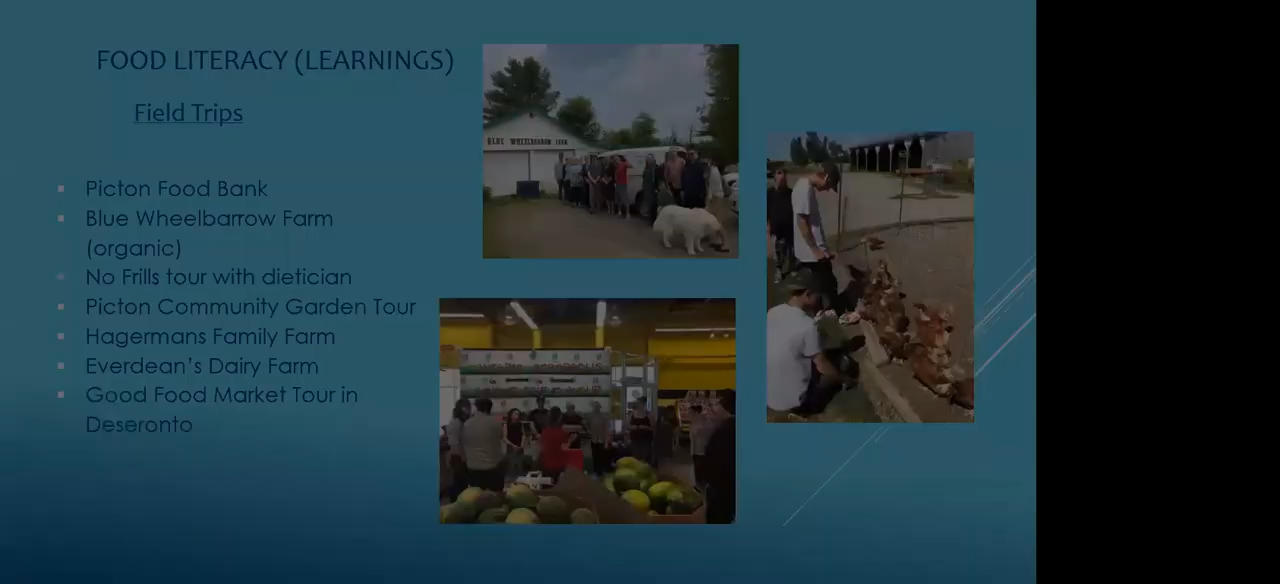 FOOD LITERACY (LEARNINGS)
Field Trips
Picton Food Bank
Blue Wheelbarrow Farm
(organic)
No Frills tour with dietician
Picton Community Garden Tour
Hagermans Family Farm
Everdean’s Dairy Farm
Good Food Market Tour in
Deseronto
BLUE WHEELBARROW FARM